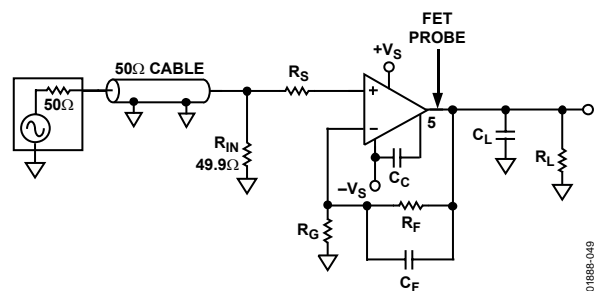 FET
PROBE
+VS
50Ω CABLE
RS
50Ω
+
−
5
RIN
49.9Ω
CC
−VS
CL
RL
RG
RF
CF
01888-049